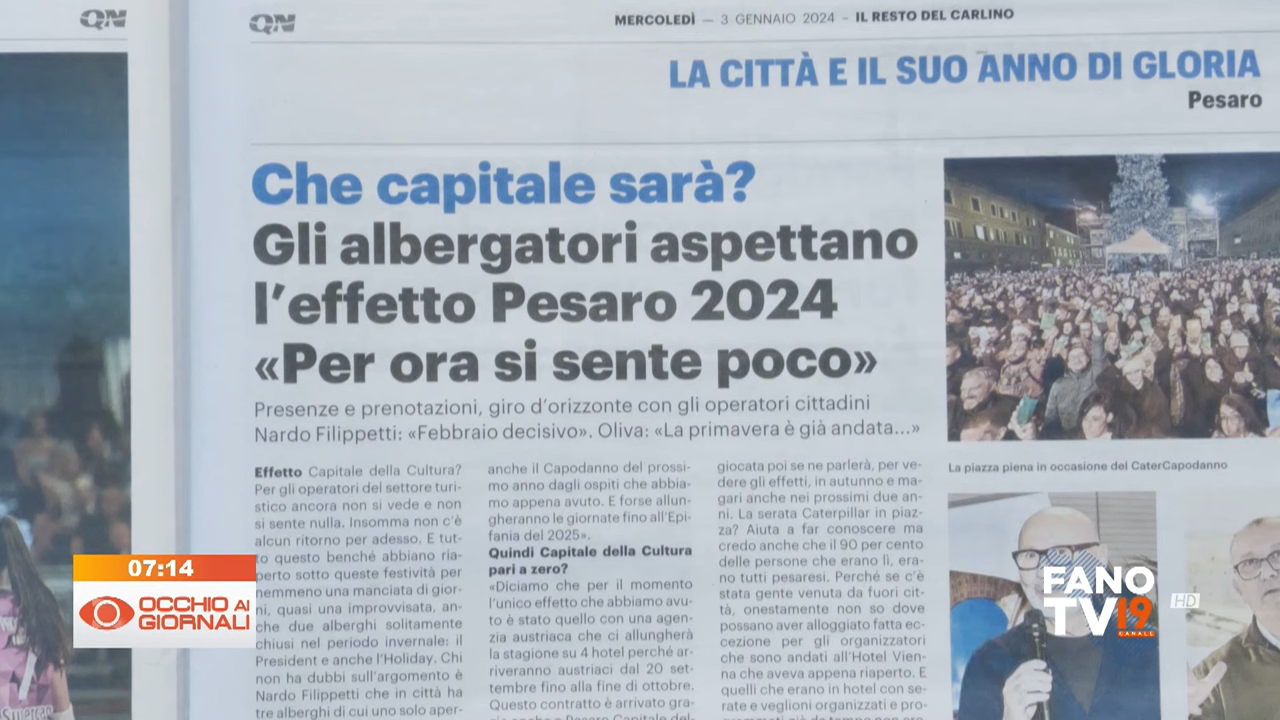 QN
QN
MERCOLEDÌ — 3 GENNAIO 2024 – IL RESTO DEL CARLINO
LA CITTÀ E IL SUO ANNO DI GLORIA
Pesaro
Che capitale sarà?
Gli albergatori aspettano
l'effetto Pesaro 2024
«Per ora si sente poco»
Presenze e prenotazioni, giro d'orizzonte con gli operatori cittadini
Nardo Filippetti: «Febbraio decisivo». Oliva: «La primavera è già andata...»
Effetto Capitale della Cultura?
Per gli operatori del settore turi-
stico ancora non si vede e non
si sente nulla. Insomma non c'è
alcun ritorno per adesso. E tut-
to questo benché abbiano ria-
perto sotto queste festività per
nemmeno una manciata di gior-
ni, quasi una improvvisata, an-
che due alberghi solitamente
chiusi nel periodo invernale: il
President e anche l'Holiday. Chi
non ha dubbi sull'argomento è
Nardo Filippetti che in città ha
tre alberghi di cui uno solo aper-
anche il Capodanno del prossi-
mo anno dagli ospiti che abbia-
mo appena avuto. E forse allun-
gheranno le giornate fino all'Epi-
fania del 2025».
Quindi Capitale della Cultura
pari a zero?
«Diciamo che per il momento
l'unico effetto che abbiamo avu-
to è stato quello con una agen-
zia austriaca che ci allungherà
la stagione su 4 hotel perché ar-
riveranno austriaci dal 20 set-
tembre fino alla fine di ottobre.
Questo contratto è arrivato gra-
giocata poi se ne parlerà, per ve-
dere gli effetti, in autunno e ma-
gari anche nei prossimi due an-
ni. La serata Caterpillar in piaz-
za? Aiuta a far conoscere ma
credo anche che il 90 per cento
delle persone che erano lì, era-
no tutti pesaresi. Perché se c'è
stata gente venuta da fuori cit-
tà, onestamente non so dove
possano aver alloggiato fatta ec-
cezione per gli organizzatori
che sono andati all'Hotel Vien-
na che aveva appena riaperto. E
quelli che erano in hotel con se-
rate e veglioni organizzati e pro-
La piazza piena in occasione del CaterCapodanno
07:14
OCCHIO AI
GIORNALI
FANO
TV19
CANALE
HD